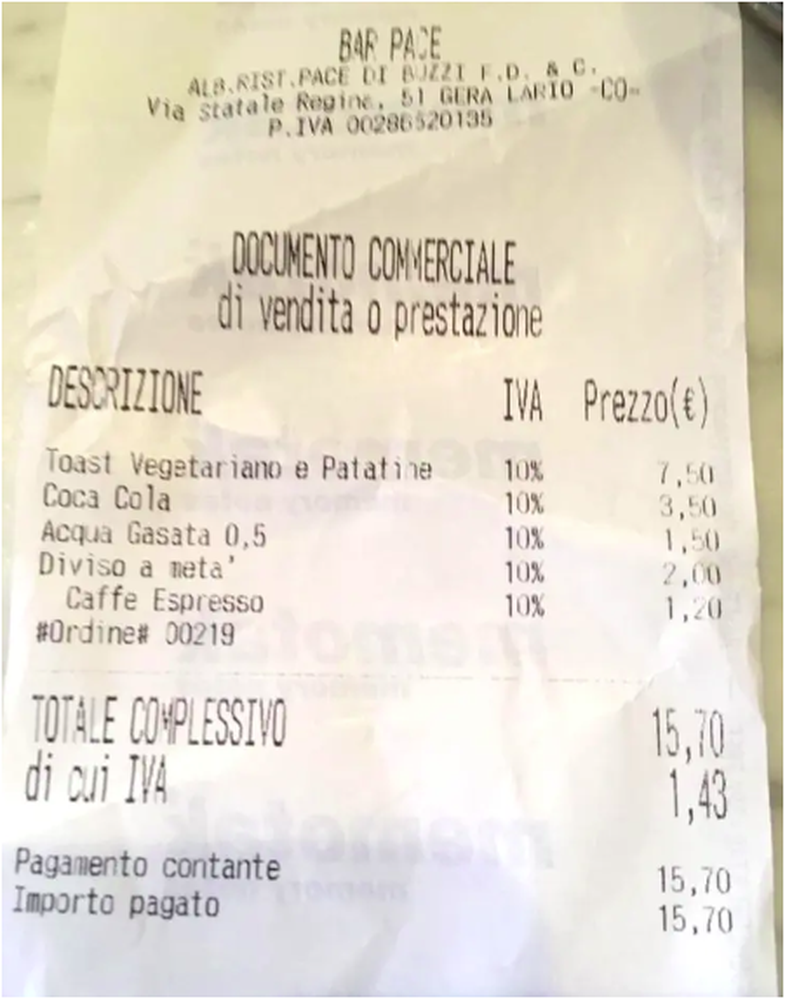 BAR PACE
ALB.RIST.PACE DI BUZZI F.D. & C.
Via Statale Regina, 51 GERA LARIO -CO-
P.IVA 00286520135
DOCUMENTO COMMERCIALE
di vendita o prestazione
DESCRIZIONE IVA Prezzo(€)
Toast Vegetariano e Patatine 10% 7,50
Coca Cola 10% 3,50
Acqua Gasata 0,5 10% 1,50
Diviso a meta' 10% 2,00
Caffe Espresso 10% 1,20
#Ordine# 00219
TOTALE COMPLESSIVO 15,70
di cui IVA 1,43
Pagamento contante 15,70
Importo pagato 15,70